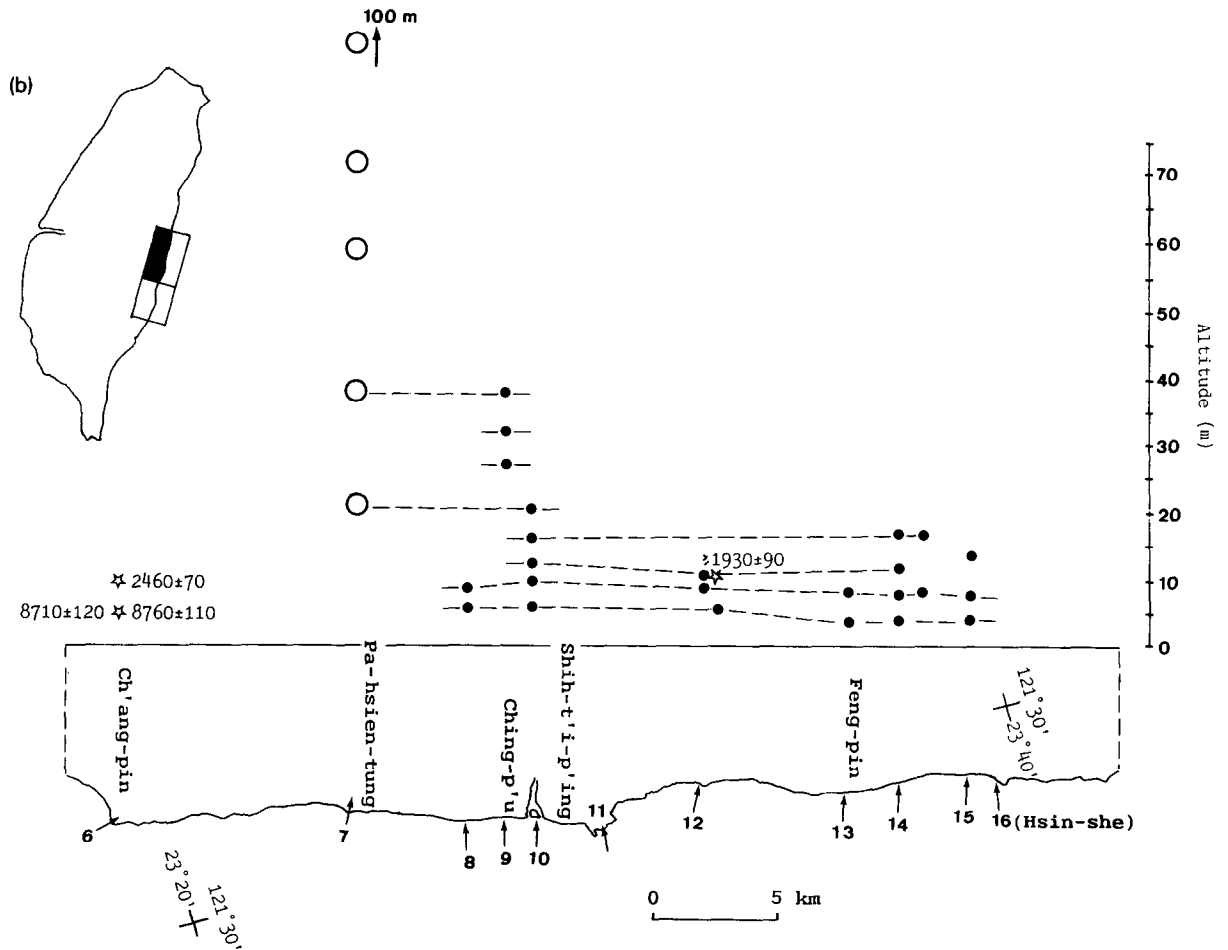 100 m
(b)
70
60
50
40
30
20
10
0
Altitude (m)
1930±90
2460±70
8710±120 8760±110
Ch'ang-pin
Pa-hsien-tung
Ching-p'u
Shih-t'i-p'ing
Feng-pin
121°30'
23°40'
6
7
8
9
10
11
12
13
14
15
16(Hsin-she)
23°20'
121°30'
0 5 km